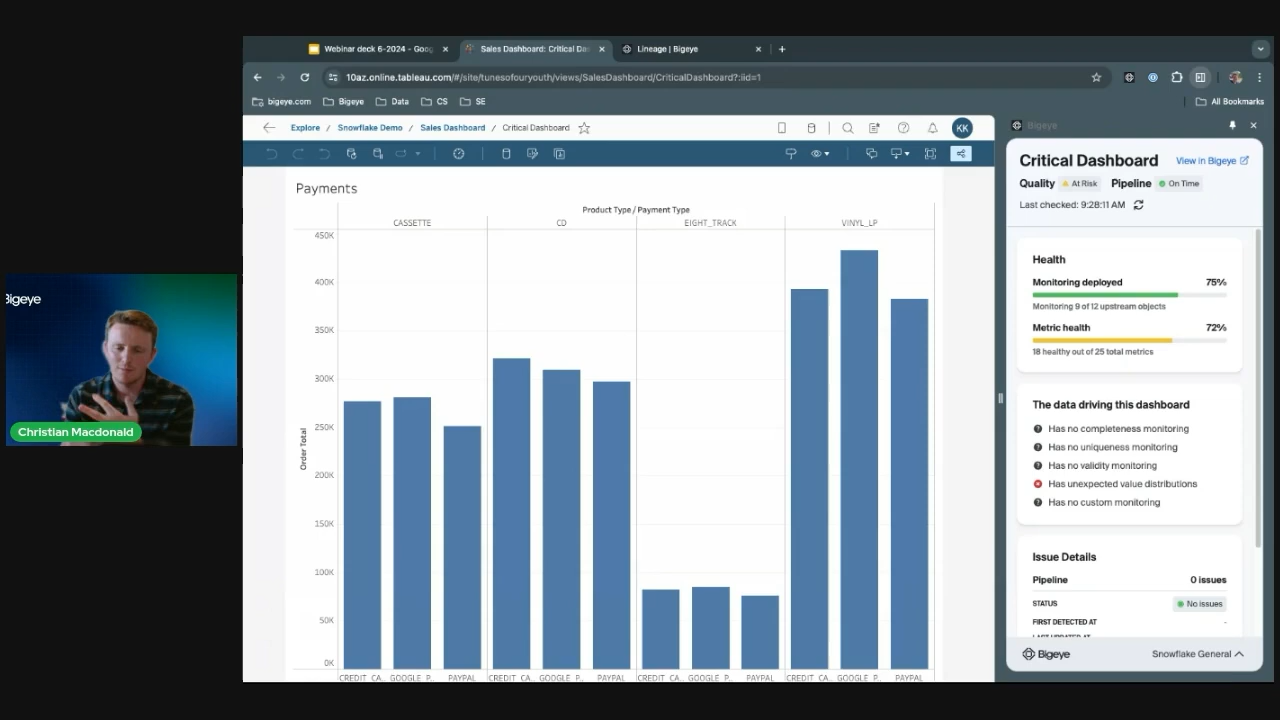 Webinar deck 6-2024 - Goog
Sales Dashboard: Critical Da
Lineage | Bigeye
10az.online.tableau.com/#/site/tunesofouryouth/views/SalesDashboard/CriticalDashboard?:iid=1
bigeye.com
Bigeye
Data
CS
SE
All Bookmarks
Explore / Snowflake Demo / Sales Dashboard / Critical Dashboard
KK
Payments
Product Type / Payment Type
CASSETTE
CD
EIGHT_TRACK
VINYL_LP
450K
400K
350K
300K
250K
200K
150K
100K
50K
0K
Order Total
CREDIT_CA.. GOOGLE_P.. PAYPAL
CREDIT_CA.. GOOGLE_P.. PAYPAL
CREDIT_CA.. GOOGLE_P.. PAYPAL
CREDIT_CA.. GOOGLE_P.. PAYPAL
Bigeye
Critical Dashboard
View in Bigeye
Quality At Risk Pipeline On Time
Last checked: 9:28:11 AM
Health
Monitoring deployed 75%
Monitoring 9 of 12 upstream objects
Metric health 72%
18 healthy out of 25 total metrics
The data driving this dashboard
Has no completeness monitoring
Has no uniqueness monitoring
Has no validity monitoring
Has unexpected value distributions
Has no custom monitoring
Issue Details
Pipeline 0 issues
STATUS No issues
FIRST DETECTED AT -
LAST UPDATED AT
Bigeye
Snowflake General
Bigeye
Christian Macdonald